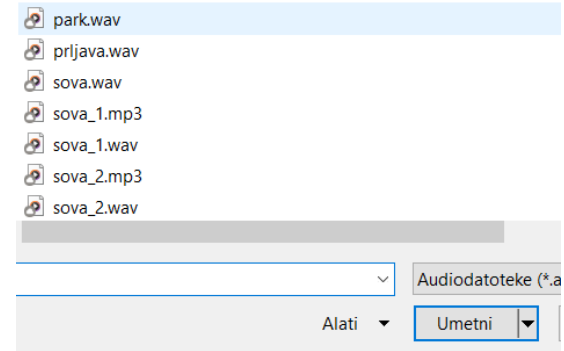 park.wav
prljava.wav
sova.wav
sova_1.mp3
sova_1.wav
sova_2.mp3
sova_2.wav
Audiodatoteke (*.a
Alati Umetni